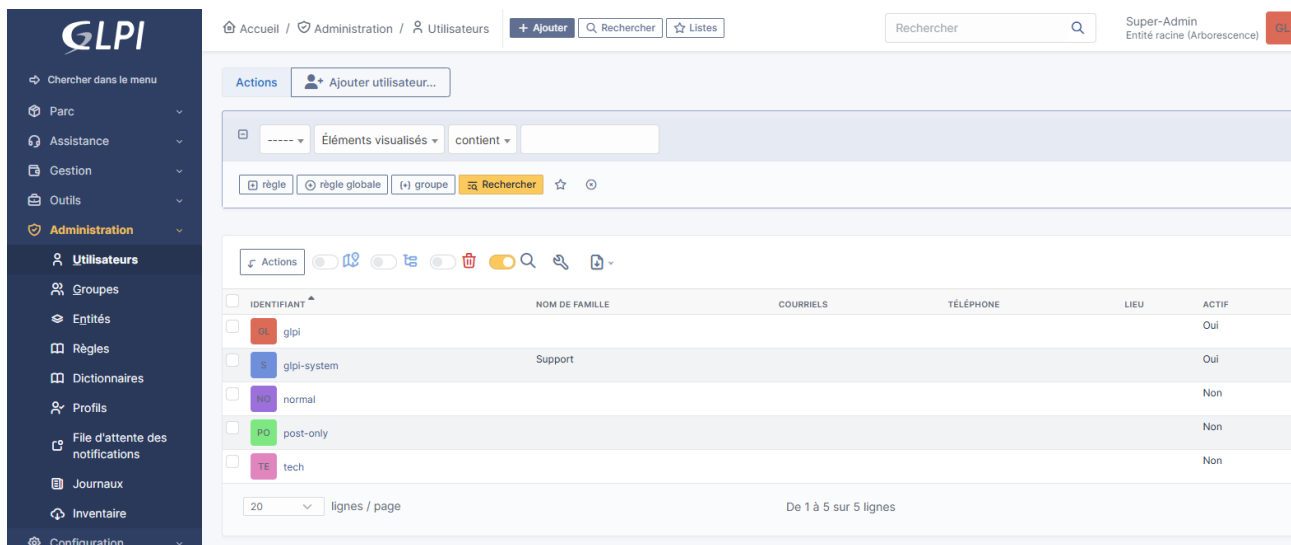 GLPI
Accueil / Administration / Utilisateurs
+ Ajouter
Rechercher
Listes
Rechercher
Super-Admin
Entité racine (Arborescence)
GL
Chercher dans le menu
Parc
Assistance
Gestion
Outils
Administration
Utilisateurs
Groupes
Entités
Règles
Dictionnaires
Profils
File d'attente des
notifications
Journaux
Inventaire
Configuration
Actions
Ajouter utilisateur...
-----
Éléments visualisés
contient
règle
règle globale
(+) groupe
Rechercher
Actions
IDENTIFIANT NOM DE FAMILLE COURRIELS TÉLÉPHONE LIEU ACTIF
GL glpi Oui
S glpi-system Support Oui
NO normal Non
PO post-only Non
TE tech Non
20 lignes / page
De 1 à 5 sur 5 lignes